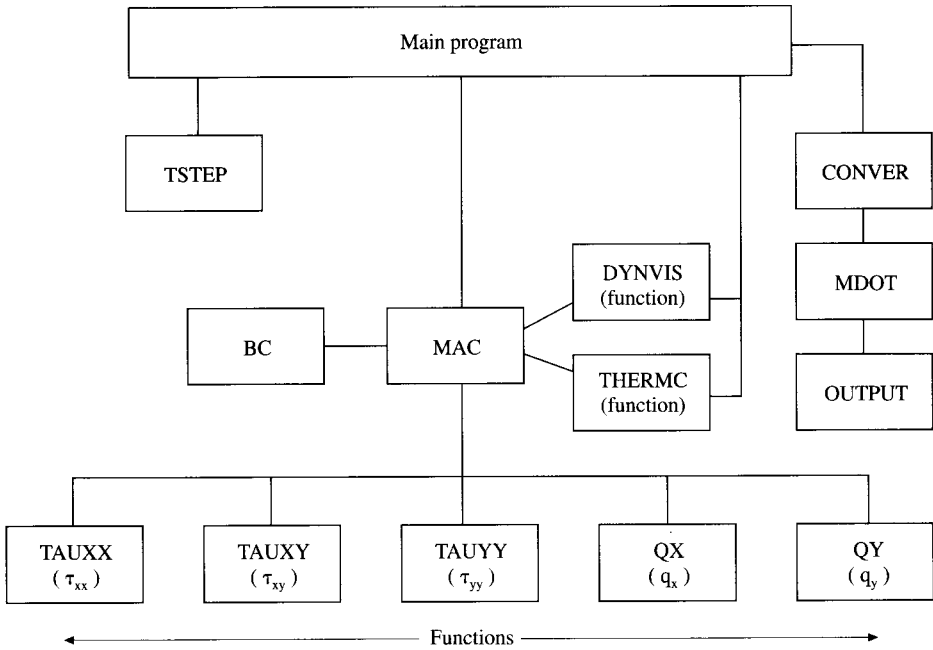 Main program
TSTEP
CONVER
DYNVIS
(function)
MDOT
BC
MAC
THERMC
(function)
OUTPUT
TAUXX
( τxx )
TAUXY
( τxy )
TAUYY
( τyy )
QX
( qx )
QY
( qy )
Functions